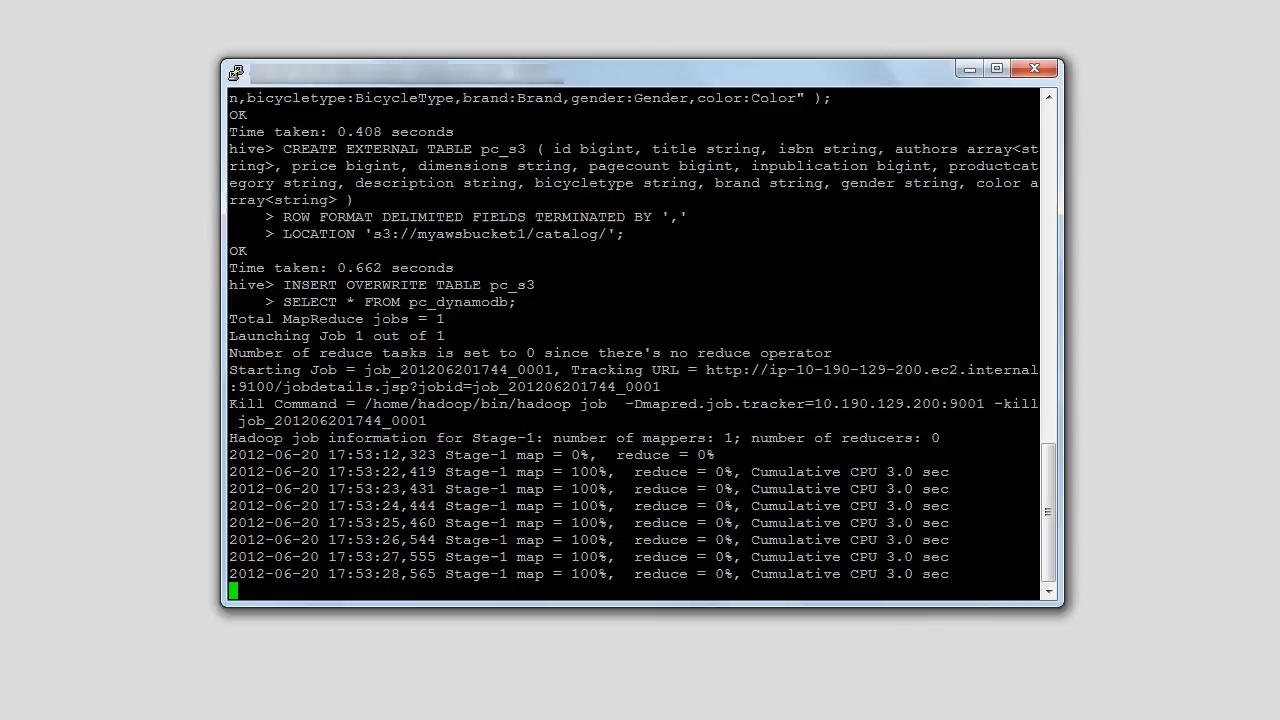 n,bicycletype:BicycleType,brand:Brand,gender:Gender,color:Color" );
OK
Time taken: 0.408 seconds
hive> CREATE EXTERNAL TABLE pc_s3 ( id bigint, title string, isbn string, authors array<st
ring>, price bigint, dimensions string, pagecount bigint, inpublication bigint, productcat
egory string, description string, bicycletype string, brand string, gender string, color a
rray<string> )
    > ROW FORMAT DELIMITED FIELDS TERMINATED BY ','
    > LOCATION 's3://myawsbucket1/catalog/';
OK
Time taken: 0.662 seconds
hive> INSERT OVERWRITE TABLE pc_s3
    > SELECT * FROM pc_dynamodb;
Total MapReduce jobs = 1
Launching Job 1 out of 1
Number of reduce tasks is set to 0 since there's no reduce operator
Starting Job = job_201206201744_0001, Tracking URL = http://ip-10-190-129-200.ec2.internal
:9100/jobdetails.jsp?jobid=job_201206201744_0001
Kill Command = /home/hadoop/bin/hadoop job  -Dmapred.job.tracker=10.190.129.200:9001 -kill
 job_201206201744_0001
Hadoop job information for Stage-1: number of mappers: 1; number of reducers: 0
2012-06-20 17:53:12,323 Stage-1 map = 0%,  reduce = 0%
2012-06-20 17:53:22,419 Stage-1 map = 100%,  reduce = 0%, Cumulative CPU 3.0 sec
2012-06-20 17:53:23,431 Stage-1 map = 100%,  reduce = 0%, Cumulative CPU 3.0 sec
2012-06-20 17:53:24,444 Stage-1 map = 100%,  reduce = 0%, Cumulative CPU 3.0 sec
2012-06-20 17:53:25,460 Stage-1 map = 100%,  reduce = 0%, Cumulative CPU 3.0 sec
2012-06-20 17:53:26,544 Stage-1 map = 100%,  reduce = 0%, Cumulative CPU 3.0 sec
2012-06-20 17:53:27,555 Stage-1 map = 100%,  reduce = 0%, Cumulative CPU 3.0 sec
2012-06-20 17:53:28,565 Stage-1 map = 100%,  reduce = 0%, Cumulative CPU 3.0 sec